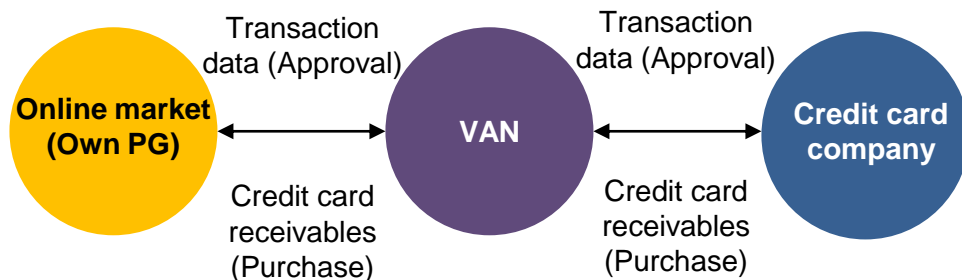 Transaction
data (Approval)
Transaction
data (Approval)
Online market
(Own PG)
VAN
Credit card
company
Credit card
receivables
(Purchase)
Credit card
receivables
(Purchase)